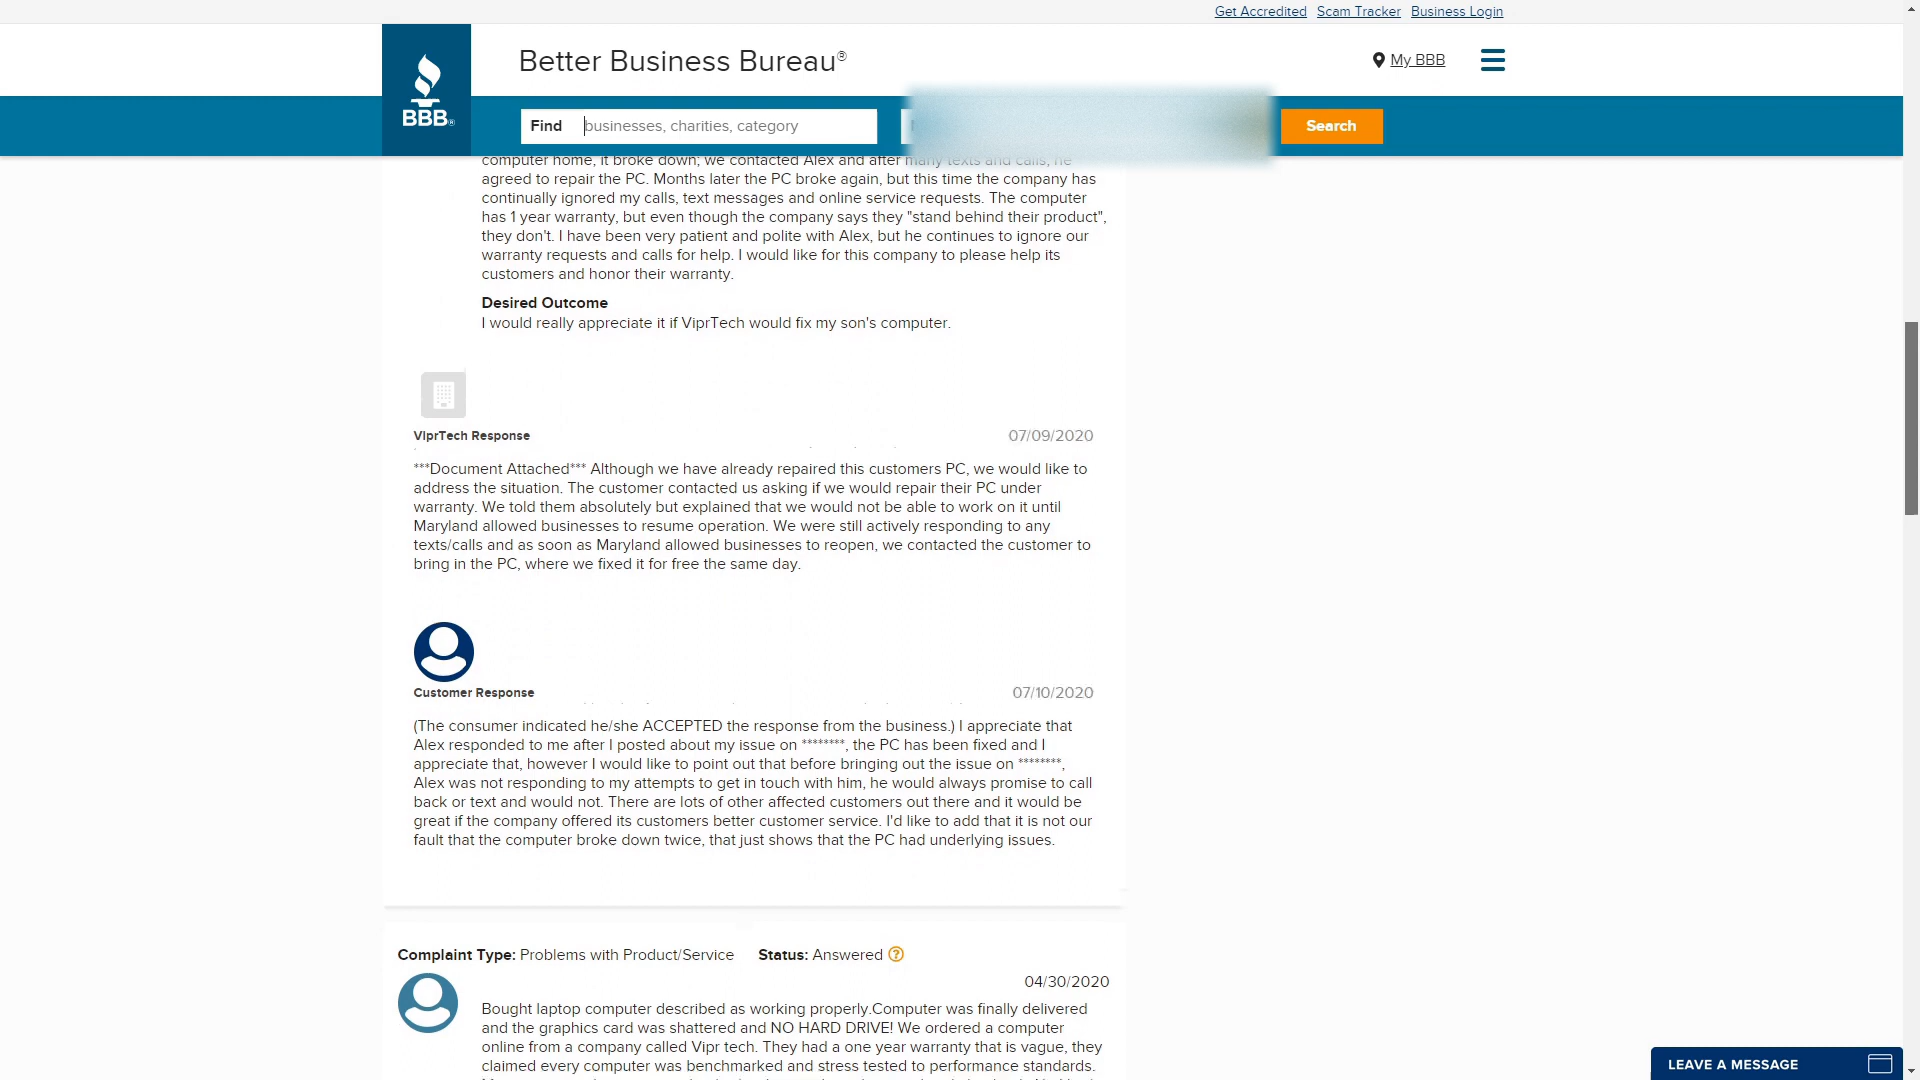 Get Accredited Scam Tracker Business Login
Better Business Bureau®
My BBB
BBB®
Find businesses, charities, category
Search
computer home, it broke down; we contacted Alex and after many texts and calls, he
agreed to repair the PC. Months later the PC broke again, but this time the company has
continually ignored my calls, text messages and online service requests. The computer
has 1 year warranty, but even though the company says they "stand behind their product",
they don't. I have been very patient and polite with Alex, but he continues to ignore our
warranty requests and calls for help. I would like for this company to please help its
customers and honor their warranty.
Desired Outcome
I would really appreciate it if ViprTech would fix my son's computer.
ViprTech Response 07/09/2020
***Document Attached*** Although we have already repaired this customers PC, we would like to
address the situation. The customer contacted us asking if we would repair their PC under
warranty. We told them absolutely but explained that we would not be able to work on it until
Maryland allowed businesses to resume operation. We were still actively responding to any
texts/calls and as soon as Maryland allowed businesses to reopen, we contacted the customer to
bring in the PC, where we fixed it for free the same day.
Customer Response 07/10/2020
(The consumer indicated he/she ACCEPTED the response from the business.) I appreciate that
Alex responded to me after I posted about my issue on ********, the PC has been fixed and I
appreciate that, however I would like to point out that before bringing out the issue on ********,
Alex was not responding to my attempts to get in touch with him, he would always promise to call
back or text and would not. There are lots of other affected customers out there and it would be
great if the company offered its customers better customer service. I'd like to add that it is not our
fault that the computer broke down twice, that just shows that the PC had underlying issues.
Complaint Type: Problems with Product/Service Status: Answered ?
04/30/2020
Bought laptop computer described as working properly.Computer was finally delivered
and the graphics card was shattered and NO HARD DRIVE! We ordered a computer
online from a company called Vipr tech. They had a one year warranty that is vague, they
claimed every computer was benchmarked and stress tested to performance standards.
LEAVE A MESSAGE